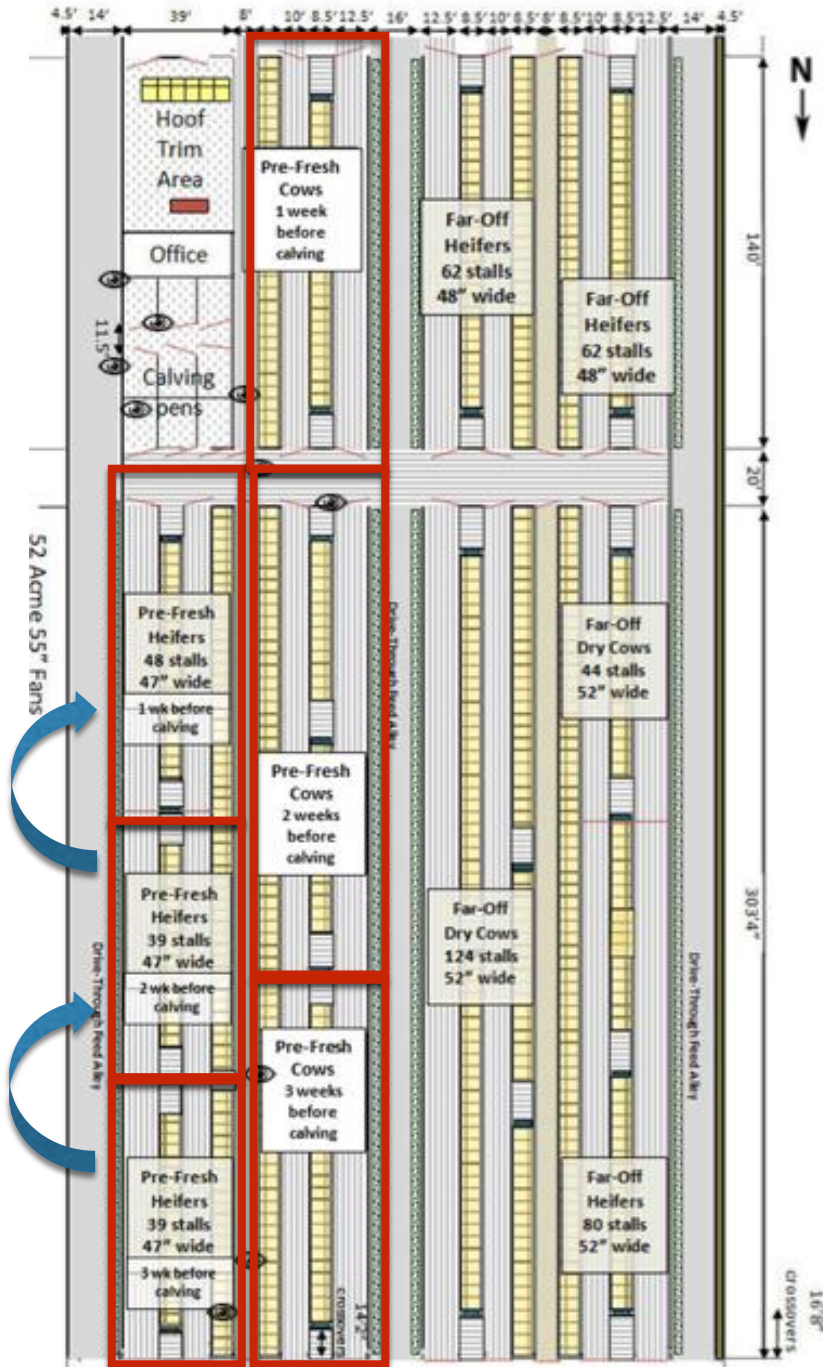 4.5' 14' 39' 8' 10' 8.5' 12.5' 16' 12.5' 8.5' 10' 8.5' 6' 8.5' 10' 8.5' 12.5' 14' 4.5'
N
Hoof
Trim
Area
Office
11.5'
Calving
pens
Pre-Fresh
Cows
1 week
before
calving
Far-Off
Heifers
62 stalls
48" wide
Far-Off
Heifers
62 stalls
48" wide
140'
20'
52 Acme 55" Fans
Pre-Fresh
Heifers
48 stalls
47" wide
1 wk before
calving
Drive-Through Feed Alley
Pre-Fresh
Cows
2 weeks
before
calving
Far-Off
Dry Cows
44 stalls
52" wide
Pre-Fresh
Heifers
39 stalls
47" wide
2 wk before
calving
Far-Off
Dry Cows
124 stalls
52" wide
303'4"
Drive-Through Feed Alley
Drive-Through Feed Alley
Pre-Fresh
Cows
3 weeks
before
calving
Pre-Fresh
Heifers
39 stalls
47" wide
3 wk before
calving
Far-Off
Heifers
80 stalls
52" wide
14'2"
crossovers
16'8"
crossovers